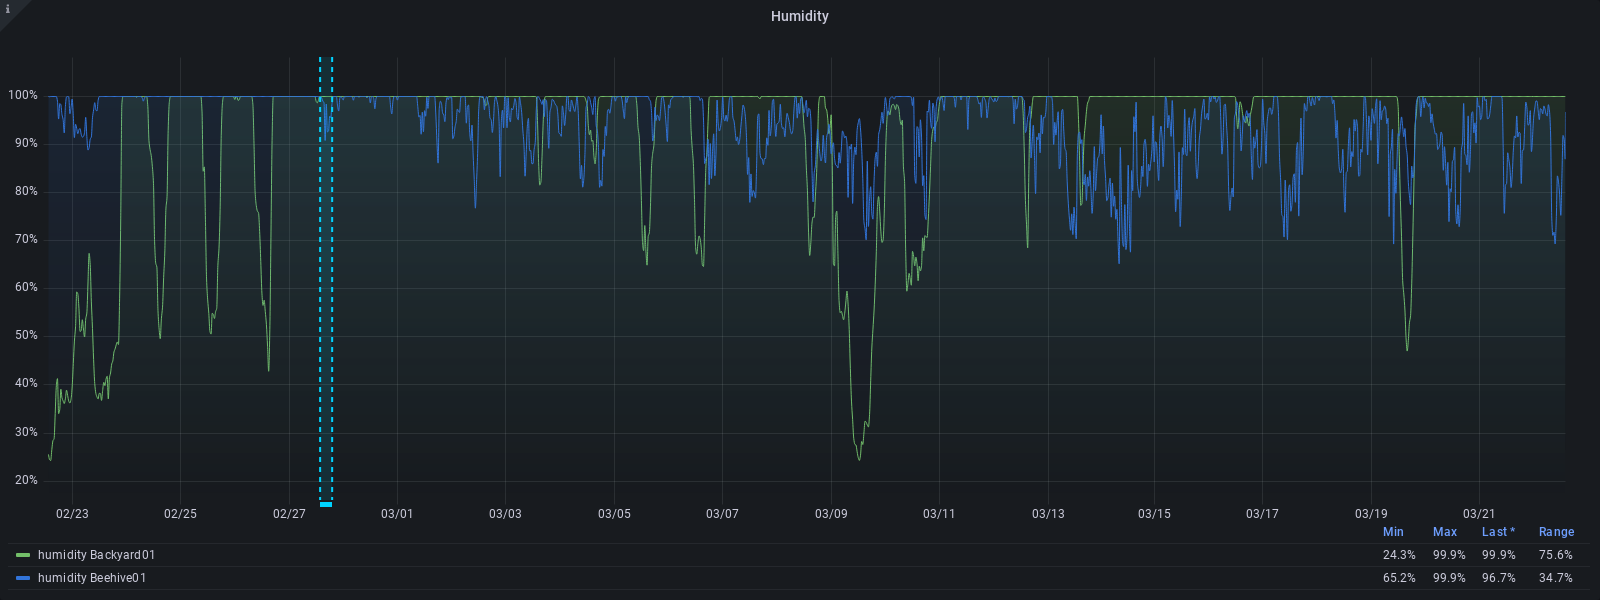 i
Humidity
100%
90%
80%
70%
60%
50%
40%
30%
20%
02/23 02/25 02/27 03/01 03/03 03/05 03/07 03/09 03/11 03/13 03/15 03/17 03/19 03/21
Min Max Last * Range
humidity Backyard01 24.3% 99.9% 99.9% 75.6%
humidity Beehive01 65.2% 99.9% 96.7% 34.7%